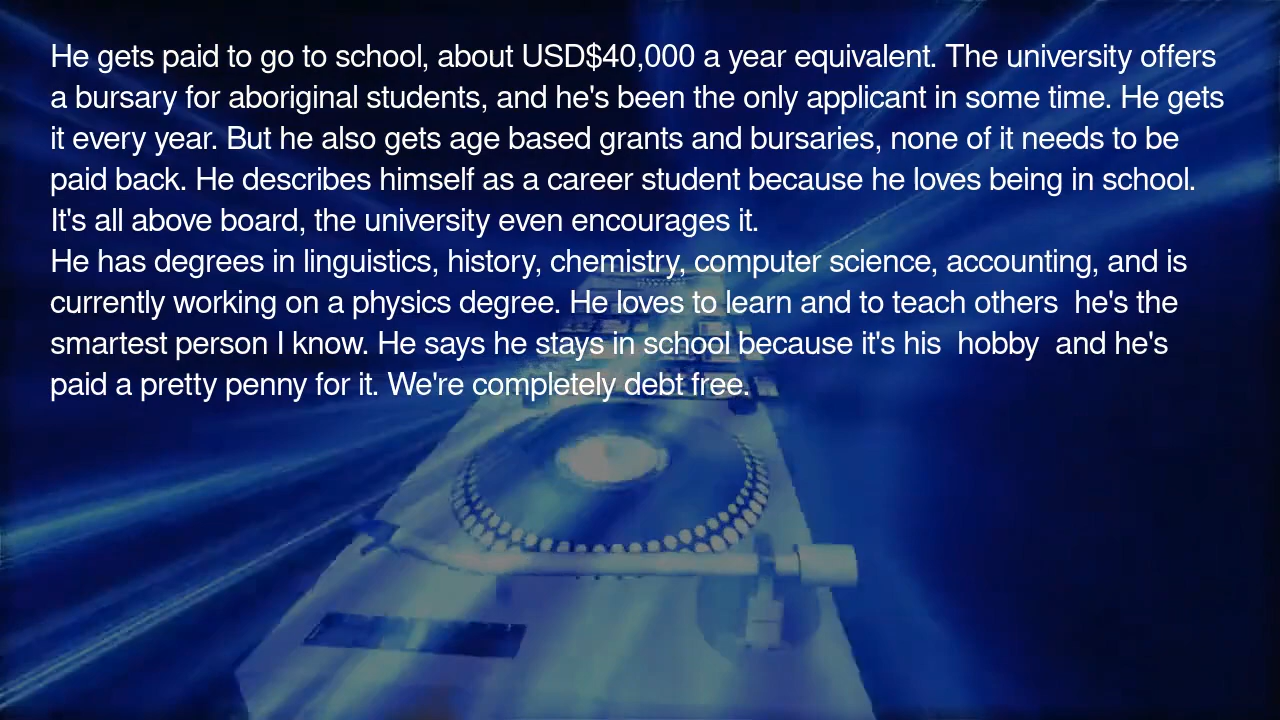 He gets paid to go to school, about USD$40,000 a year equivalent. The university offers
a bursary for aboriginal students, and he's been the only applicant in some time. He gets
it every year. But he also gets age based grants and bursaries, none of it needs to be
paid back. He describes himself as a career student because he loves being in school.
It's all above board, the university even encourages it.
He has degrees in linguistics, history, chemistry, computer science, accounting, and is
currently working on a physics degree. He loves to learn and to teach others  he's the
smartest person I know. He says he stays in school because it's his  hobby  and he's
paid a pretty penny for it. We're completely debt free.